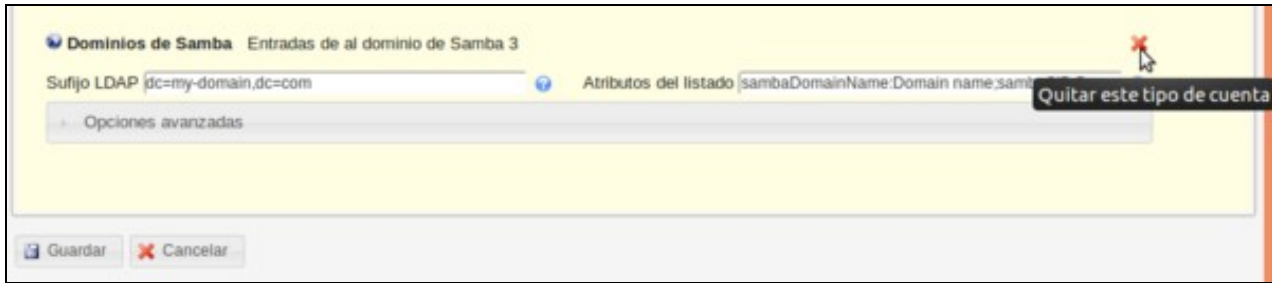 Dominios de Samba Entradas de al dominio de Samba 3
Sufijo LDAP dc=my-domain,dc=com Atributos del listado sambaDomainName:Domain name;samb
Quitar este tipo de cuenta
Opciones avanzadas
Guardar Cancelar